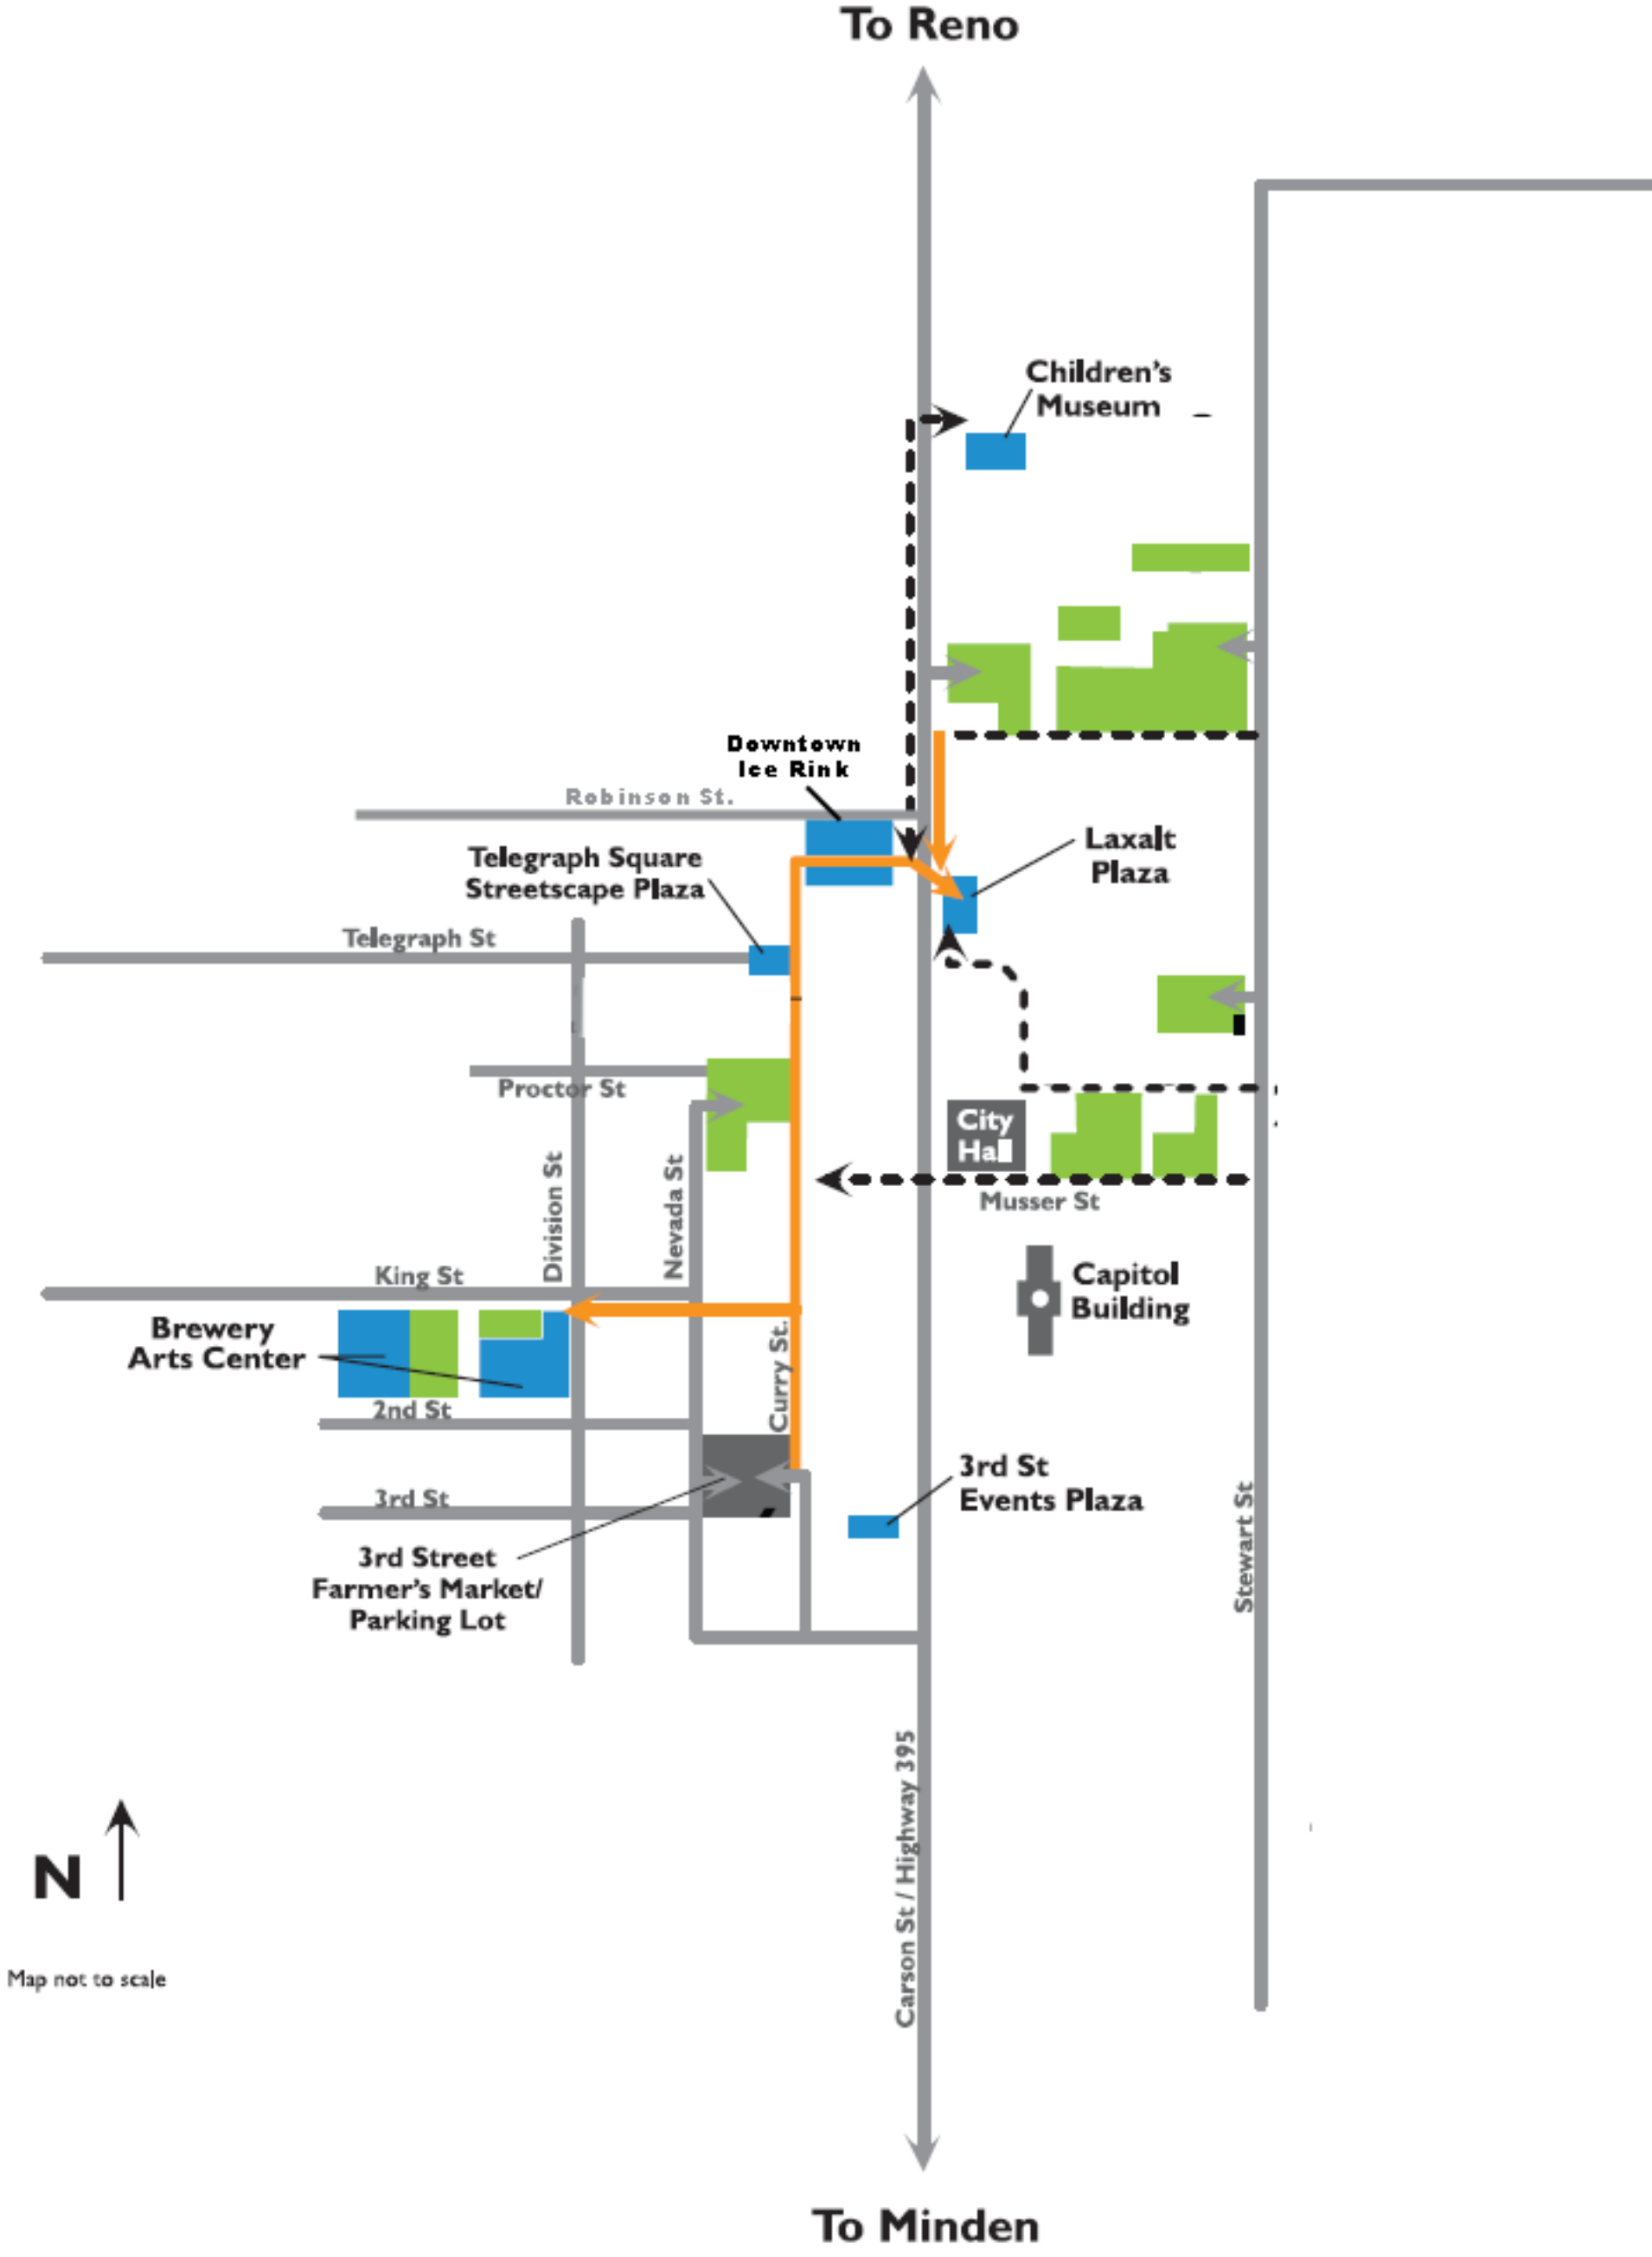 To Reno
Children's
Museum
Downtown
Ice Rink
Robinson St.
Laxalt
Plaza
Telegraph Square
Streetscape Plaza
Telegraph St
Proctor St
City
Hall
Musser St
Division St
Nevada St
King St
Capitol
Building
Brewery
Arts Center
Curry St.
2nd St
3rd St
Events Plaza
3rd St
Stewart St
3rd Street
Farmer's Market/
Parking Lot
Carson St / Highway 395
N
Map not to scale
To Minden